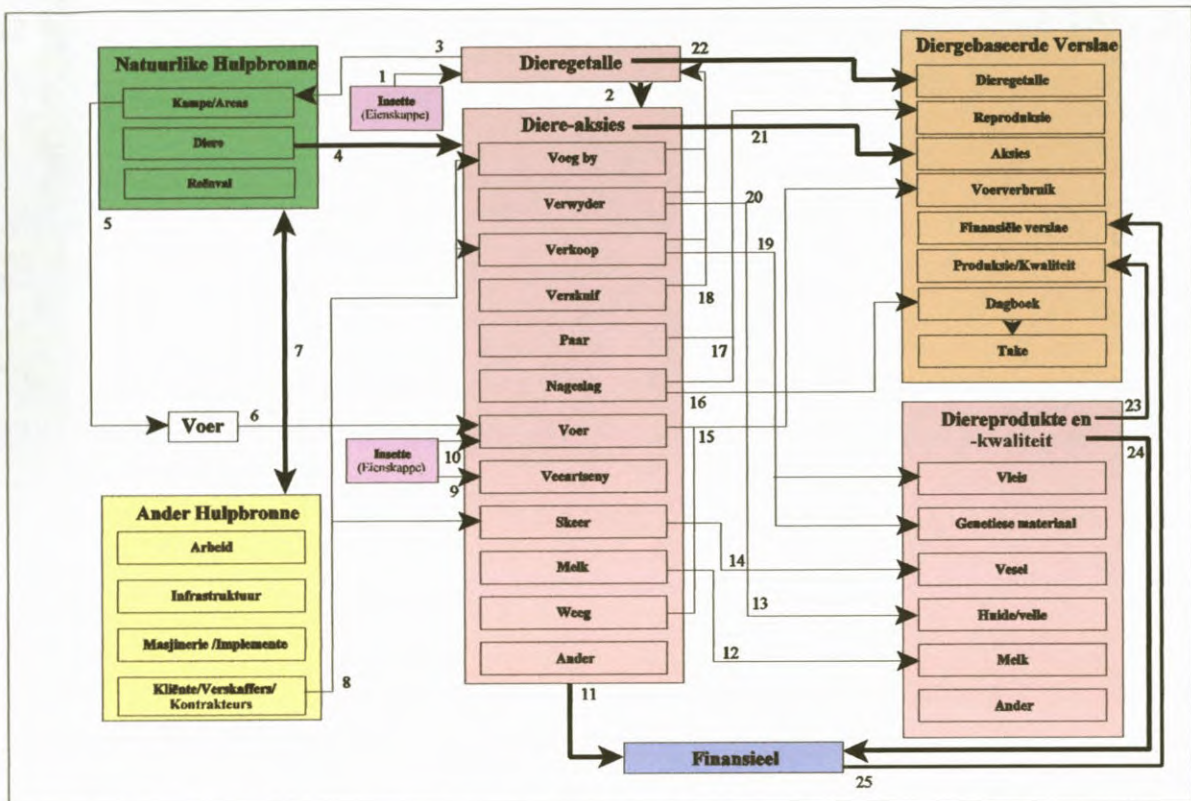 Natuurlike Hulpbronne
Kampe/Areas
Diere
Reënval
3
1
Insette
(Eienskappe)
Dieregetalle
22
2
4
5
Diere-aksies
Voeg by
Verwyder
Verkoop
Verskuif
Paar
Nageslag
Voer
Veeartseny
Skeer
Melk
Weeg
Ander
21
20
19
18
17
16
15
14
13
12
11
7
Voer
6
Insette
(Eienskappe)
10
9
Ander Hulpbronne
Arbeid
Infrastruktuur
Masjinerie /Implemente
Kliënte/Verskaffers/
Kontrakteurs
8
Diergebaseerde Verslae
Dieregetalle
Reproduksie
Aksies
Voerverbruik
Finansiële verslae
Produksie/Kwaliteit
Dagboek
Take
Diereprodukte en
-kwaliteit
23
24
Vleis
Genetiese materiaal
Vesel
Huide/velle
Melk
Ander
Finansieel
25